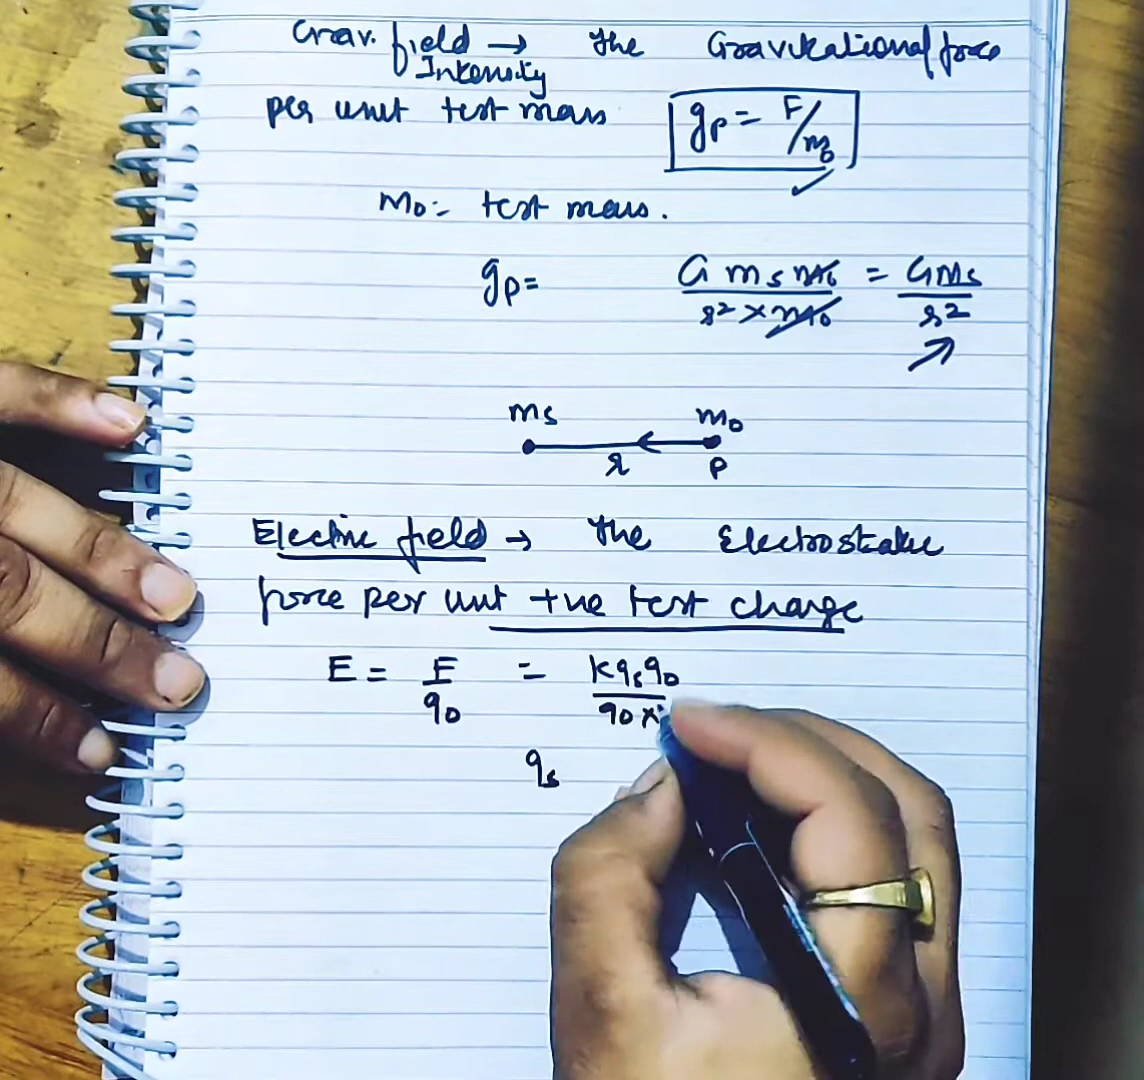 Grav. field → the Gravitational force
Intensity
per unit test mass gp = F/m0
m0:- test mass.
gp = G ms m0 / r² × m0 = G Ms / r²
ms m0
r P
Electric field → the Electrostatic
force per unit +ve test charge
E = F / q0 = k qs q0 / q0 ×
qs